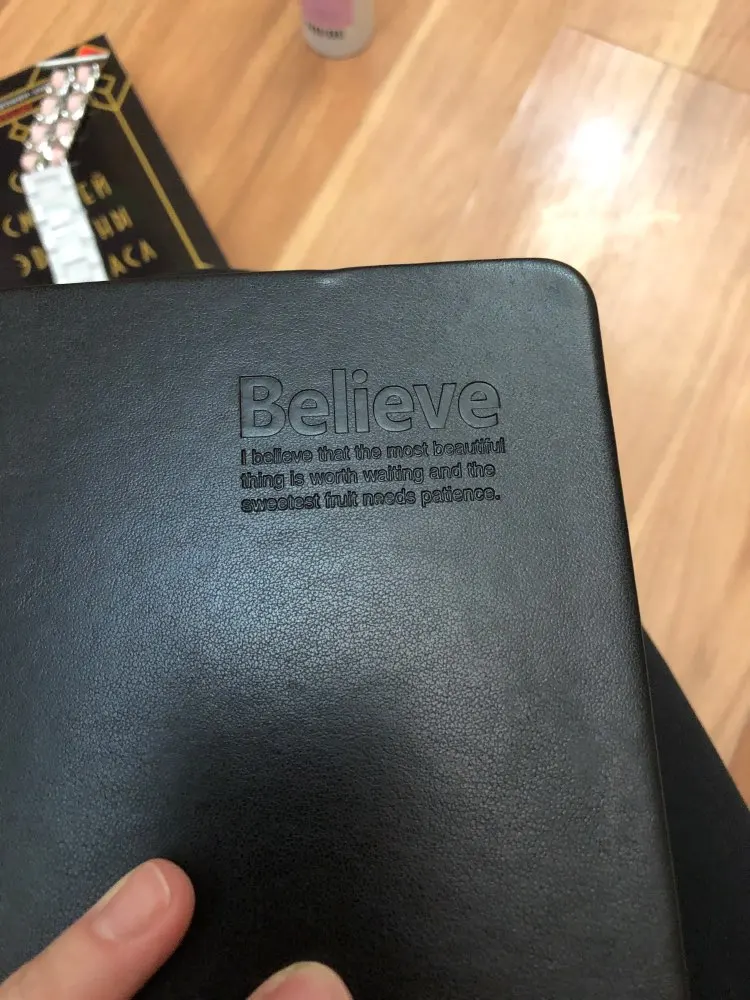 Believe
I believe that the most beautiful
thing is worth waiting and the
sweetest fruit needs patience.